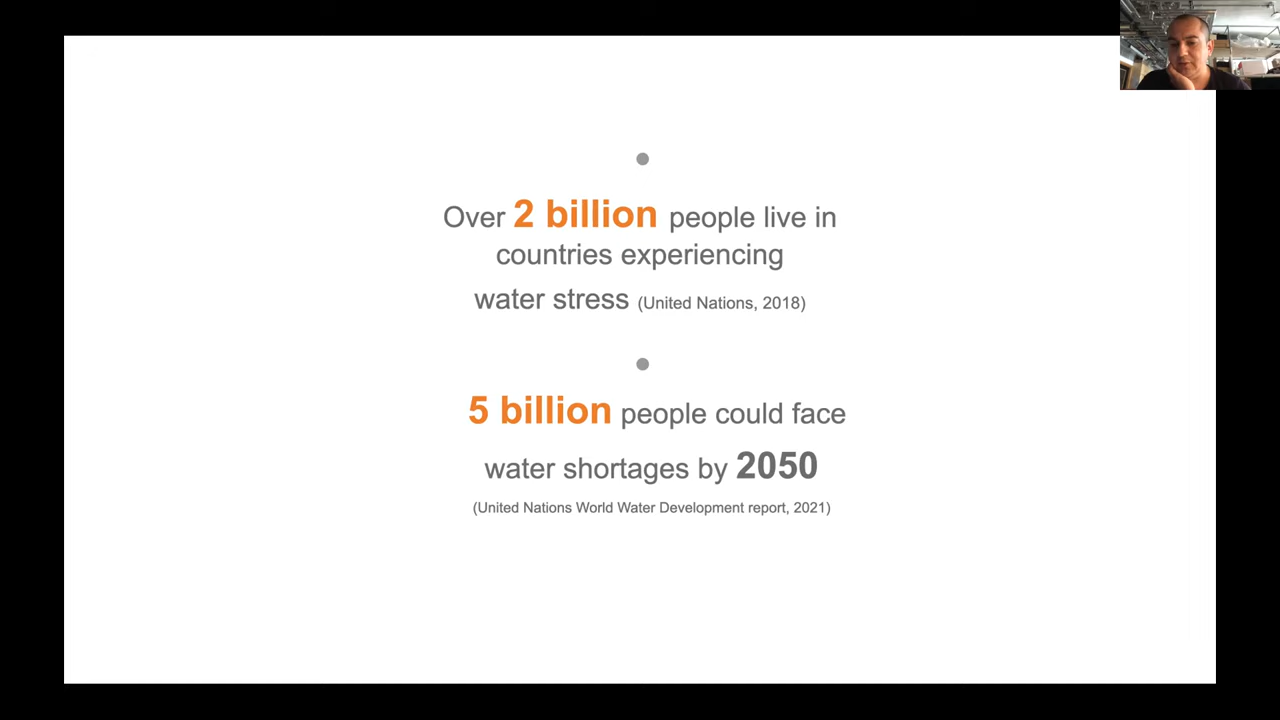 Over 2 billion people live in
countries experiencing
water stress (United Nations, 2018)
5 billion people could face
water shortages by 2050
(United Nations World Water Development report, 2021)